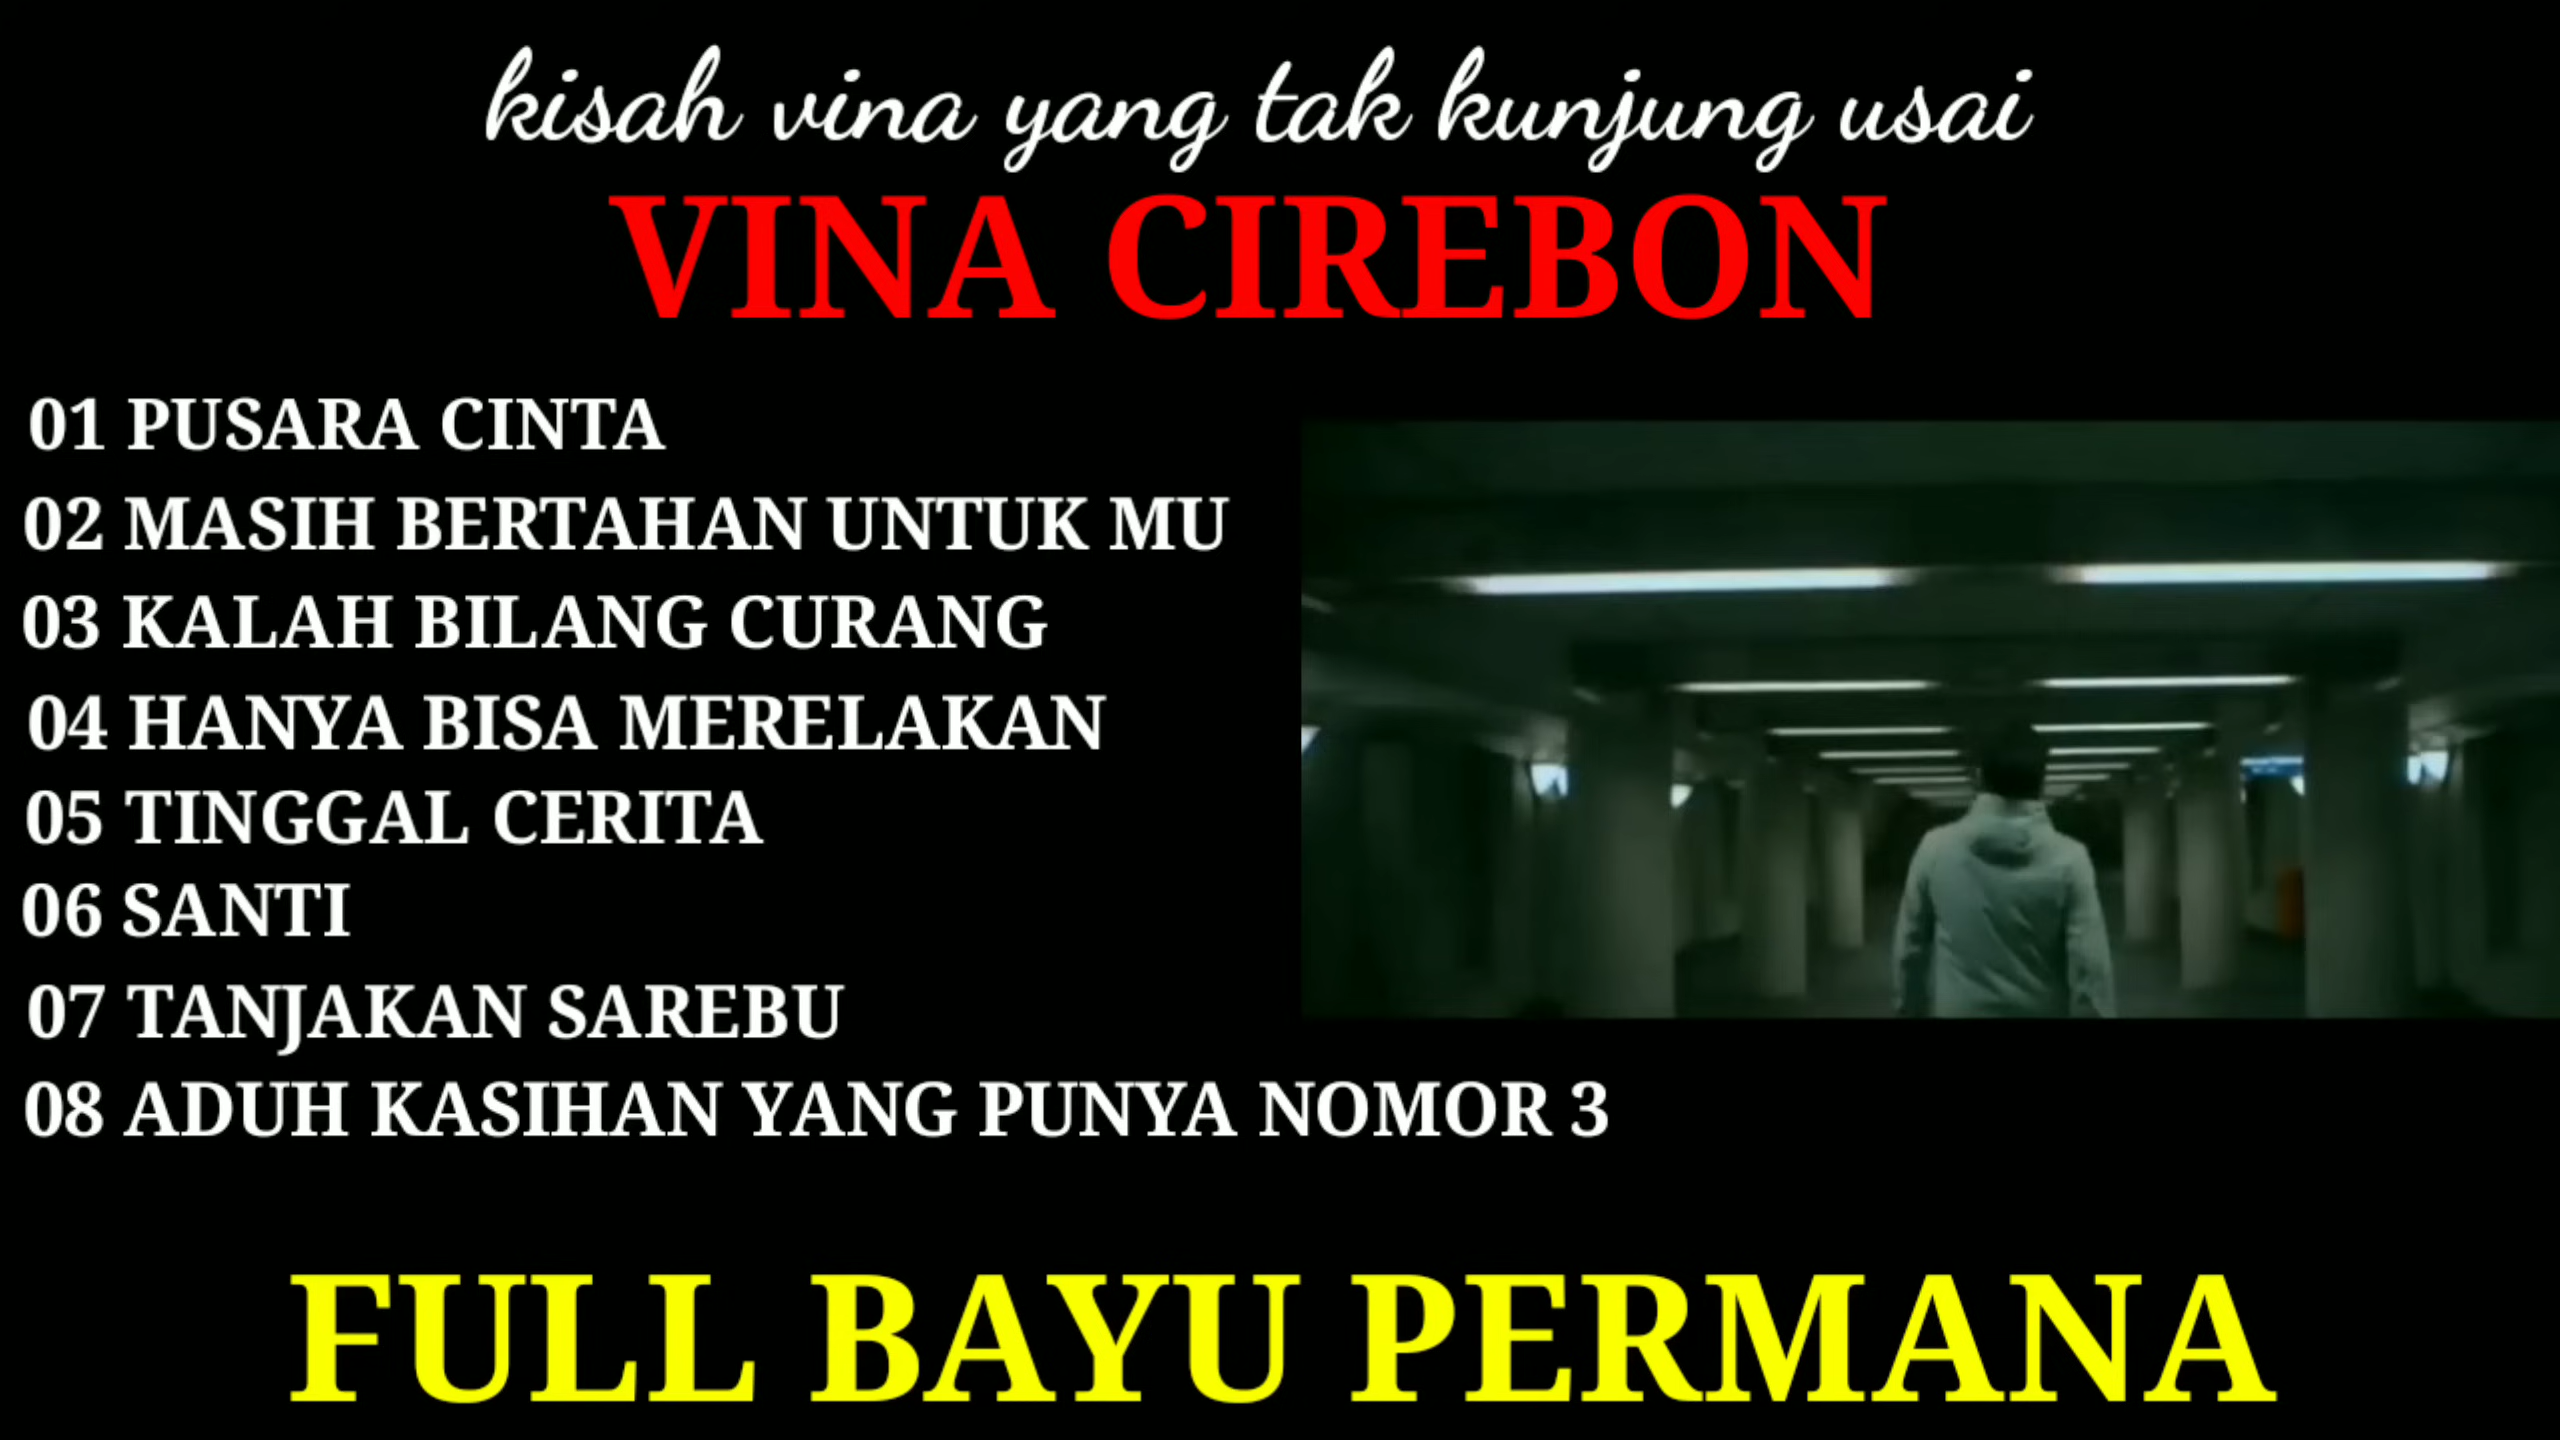 kisah vina yang tak kunjung usai
VINA CIREBON
01 PUSARA CINTA
02 MASIH BERTAHAN UNTUK MU
03 KALAH BILANG CURANG
04 HANYA BISA MERELAKAN
05 TINGGAL CERITA
06 SANTI
07 TANJAKAN SAREBU
08 ADUH KASIHAN YANG PUNYA NOMOR 3
FULL BAYU PERMANA